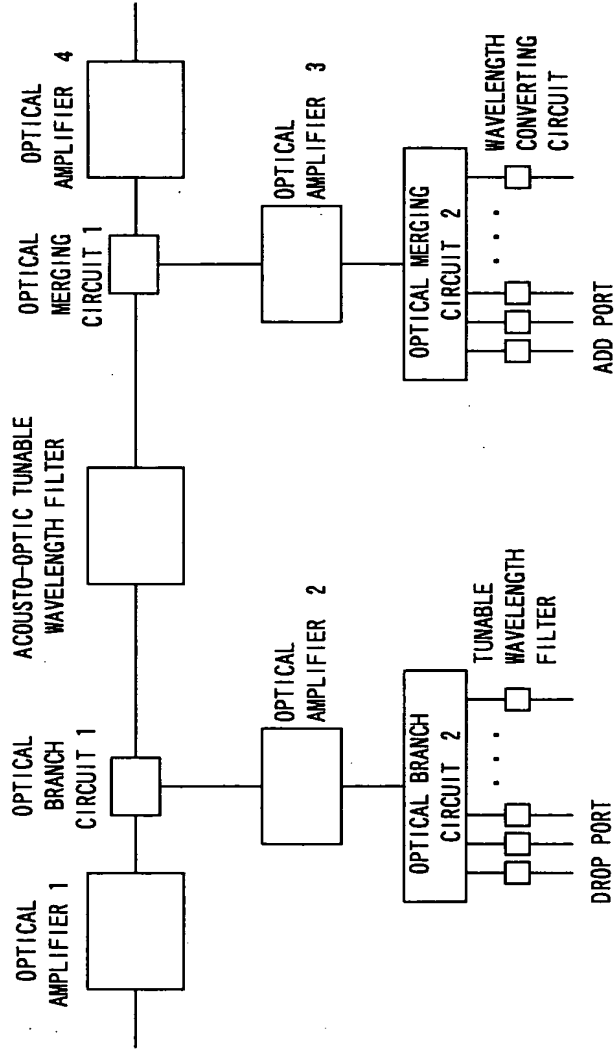 OPTICAL
AMPLIFIER 1
OPTICAL
BRANCH
CIRCUIT 1
ACOUSTO-OPTIC TUNABLE
WAVELENGTH FILTER
OPTICAL
MERGING
CIRCUIT 1
OPTICAL
AMPLIFIER 4
OPTICAL
AMPLIFIER 2
OPTICAL
AMPLIFIER 3
OPTICAL BRANCH
CIRCUIT 2
OPTICAL MERGING
CIRCUIT 2
TUNABLE
WAVELENGTH
FILTER
WAVELENGTH
CONVERTING
CIRCUIT
DROP PORT
ADD PORT